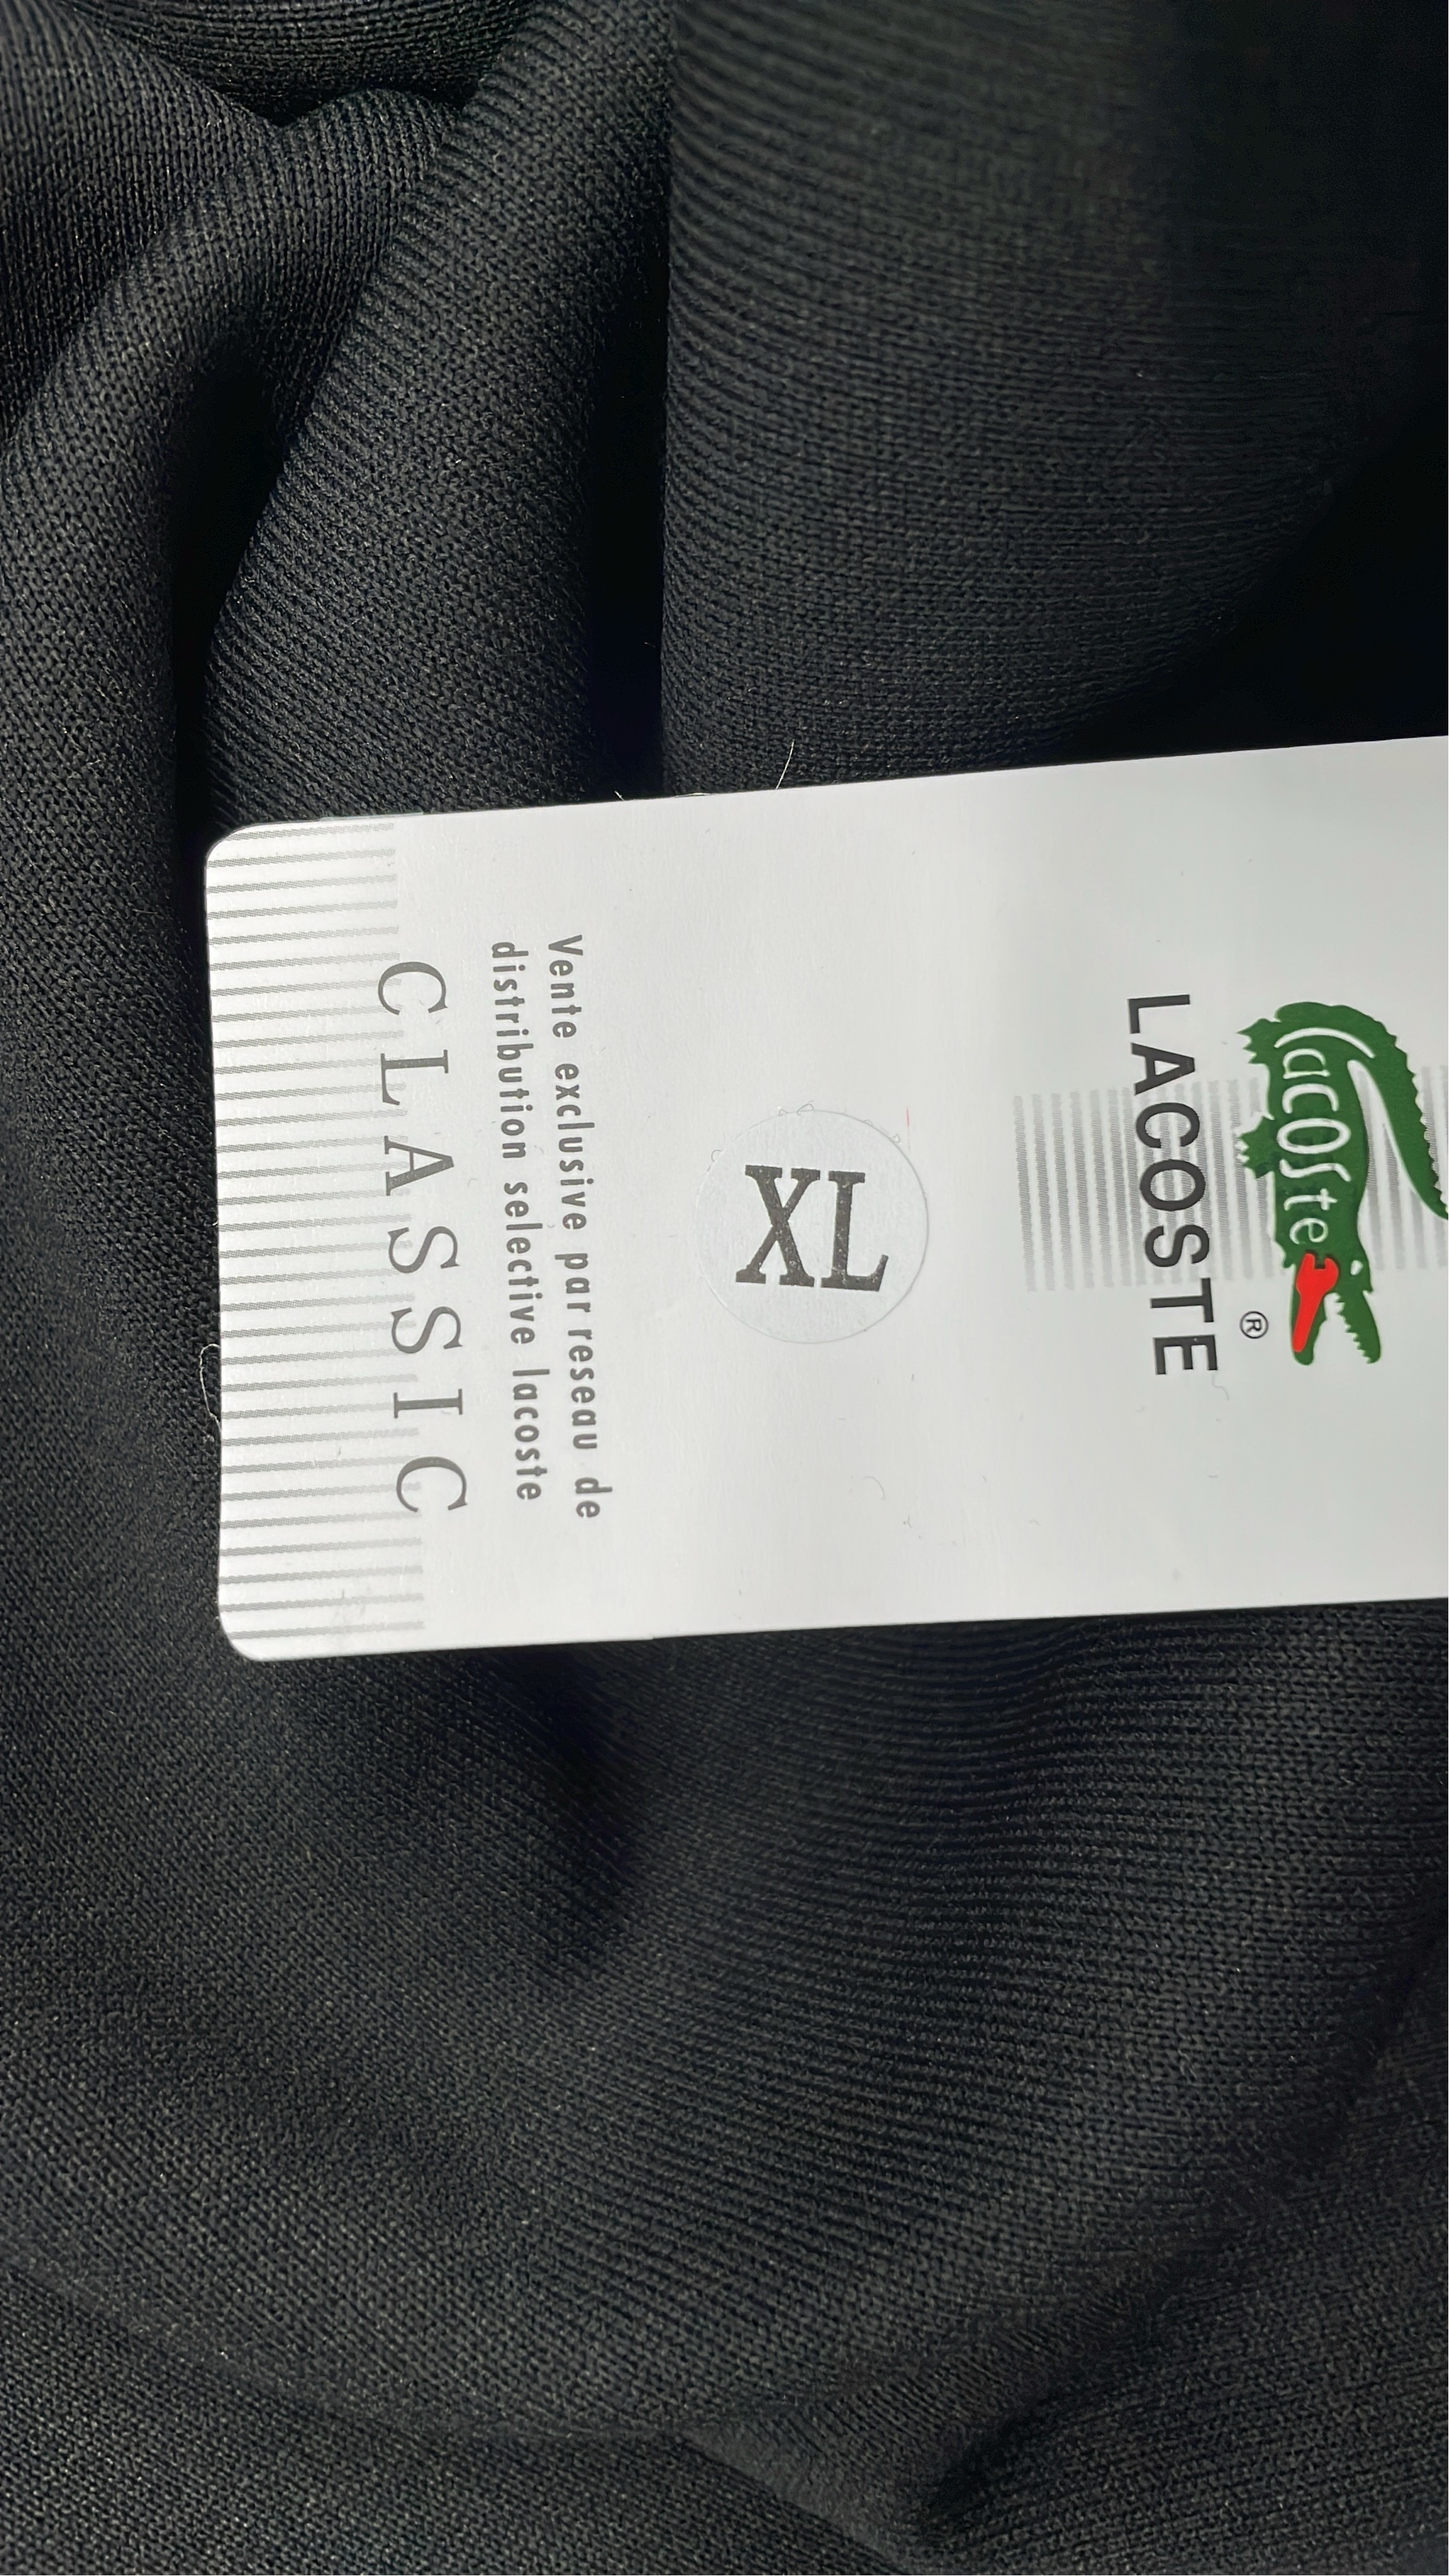 lacoste
®
LACOSTE
XL
Vente exclusive par reseau de
distribution selective lacoste
CLASSIC